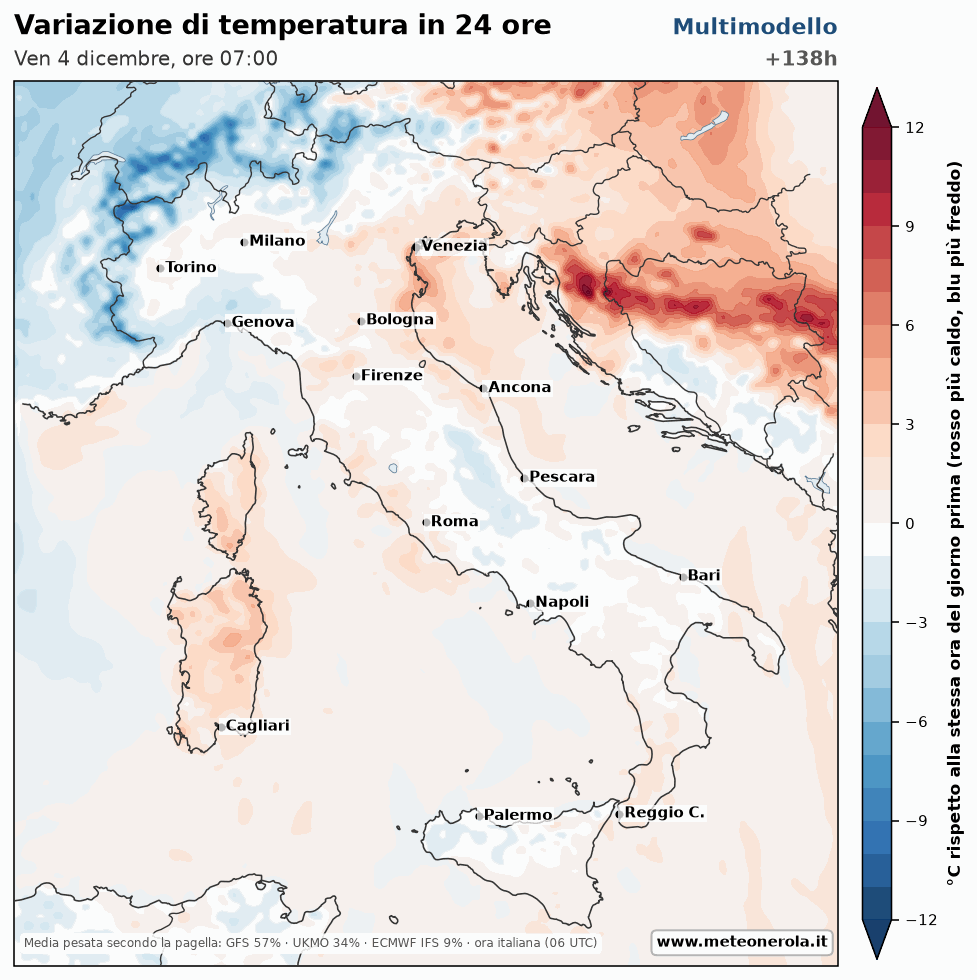 Variazione di temperatura in 24 ore
Multimodello
Ven 4 dicembre, ore 07:00
+138h
12
9
6
3
0
−3
−6
−9
−12
°C rispetto alla stessa ora del giorno prima (rosso più caldo, blu più freddo)
Milano
Venezia
Torino
Genova
Bologna
Firenze
Ancona
Pescara
Roma
Bari
Napoli
Cagliari
Palermo
Reggio C.
Media pesata secondo la pagella: GFS 57% · UKMO 34% · ECMWF IFS 9% · ora italiana (06 UTC)
www.meteonerola.it